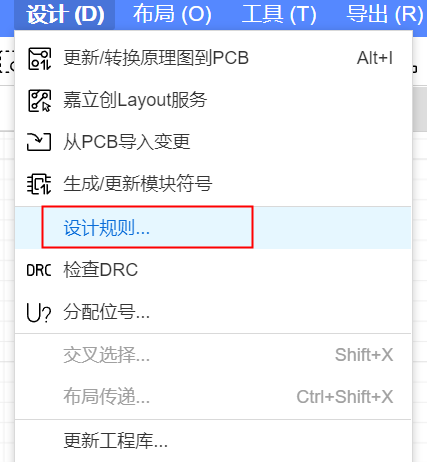 设计 (D) 布局 (O) 工具 (T) 导出 (R)
更新/转换原理图到PCB Alt+I
嘉立创Layout服务
从PCB导入变更
生成/更新模块符号
设计规则...
DRC 检查DRC
U? 分配位号...
交叉选择... Shift+X
布局传递... Ctrl+Shift+X
更新工程库...